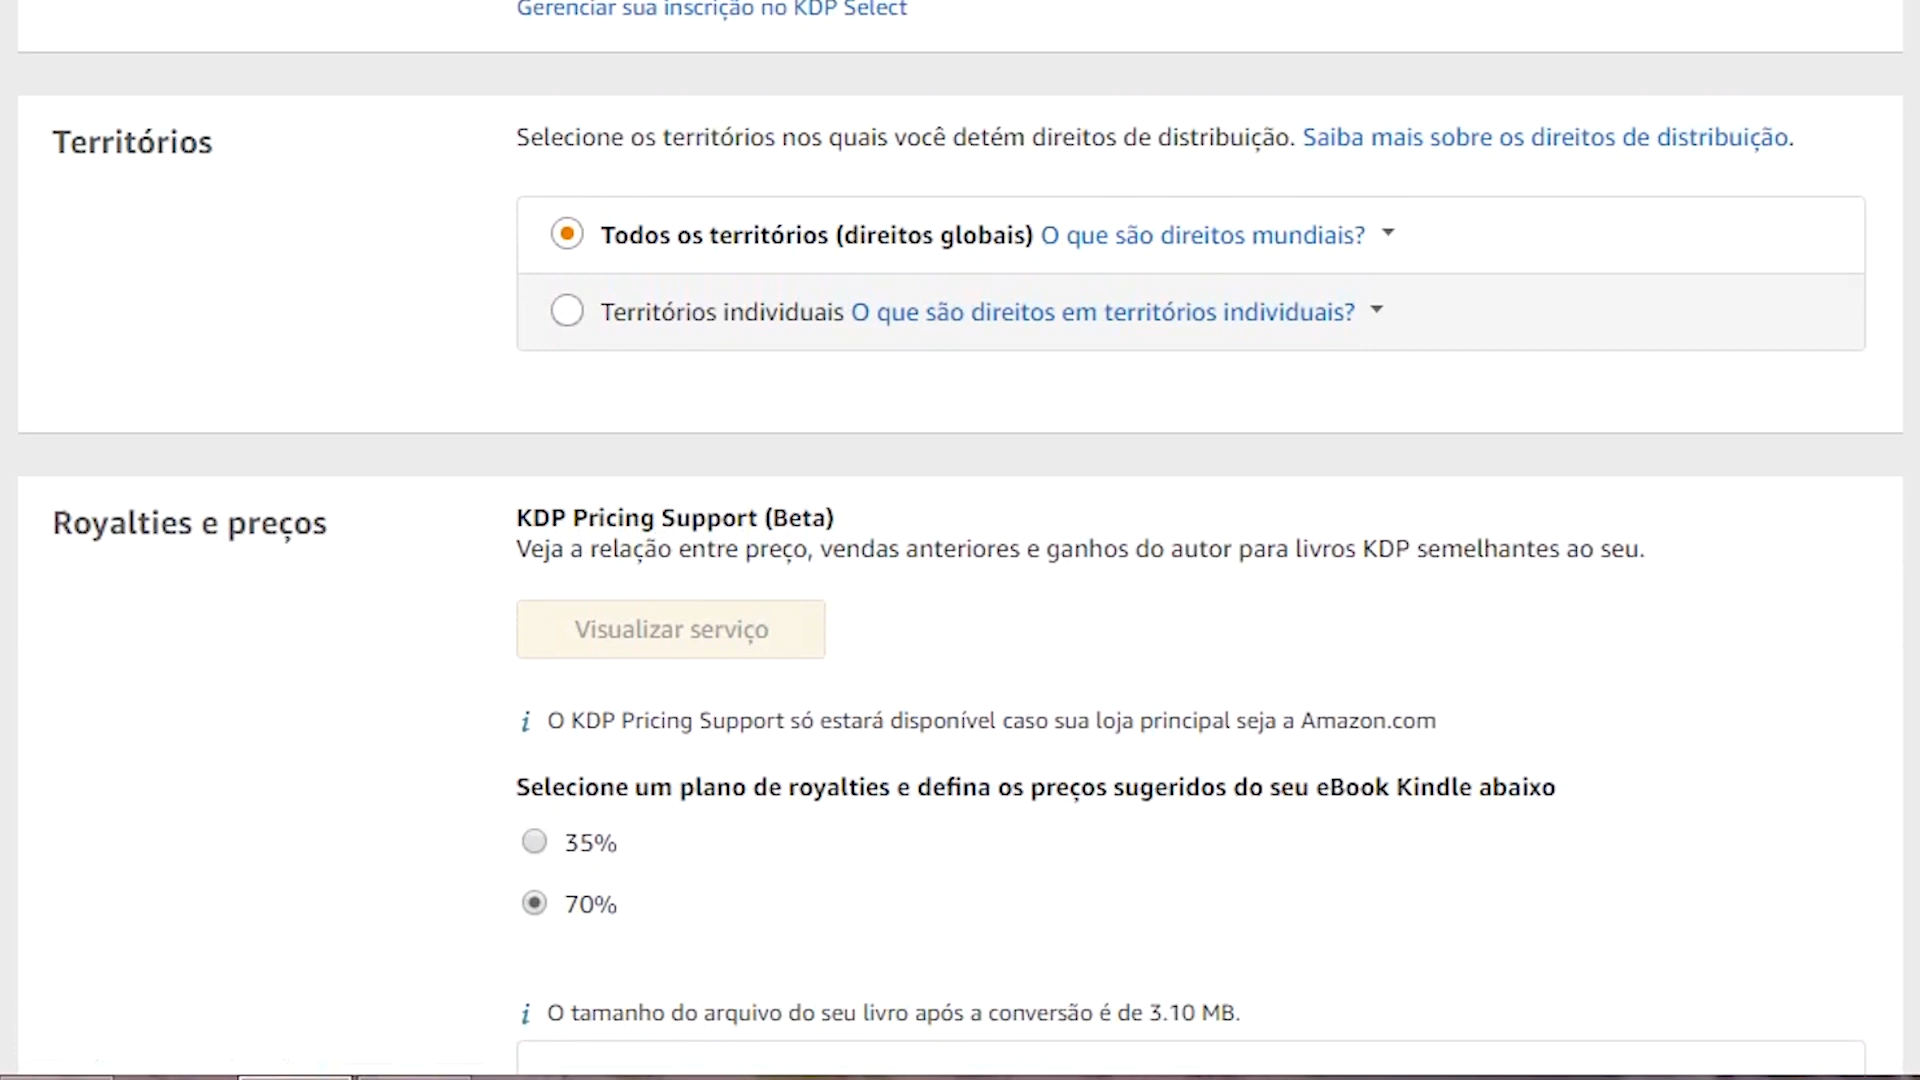 Gerenciar sua inscrição no KDP Select
Territórios
Selecione os territórios nos quais você detém direitos de distribuição. Saiba mais sobre os direitos de distribuição.
Todos os territórios (direitos globais) O que são direitos mundiais?
Territórios individuais O que são direitos em territórios individuais?
Royalties e preços
KDP Pricing Support (Beta)
Veja a relação entre preço, vendas anteriores e ganhos do autor para livros KDP semelhantes ao seu.
Visualizar serviço
i O KDP Pricing Support só estará disponível caso sua loja principal seja a Amazon.com
Selecione um plano de royalties e defina os preços sugeridos do seu eBook Kindle abaixo
35%
70%
i O tamanho do arquivo do seu livro após a conversão é de 3.10 MB.